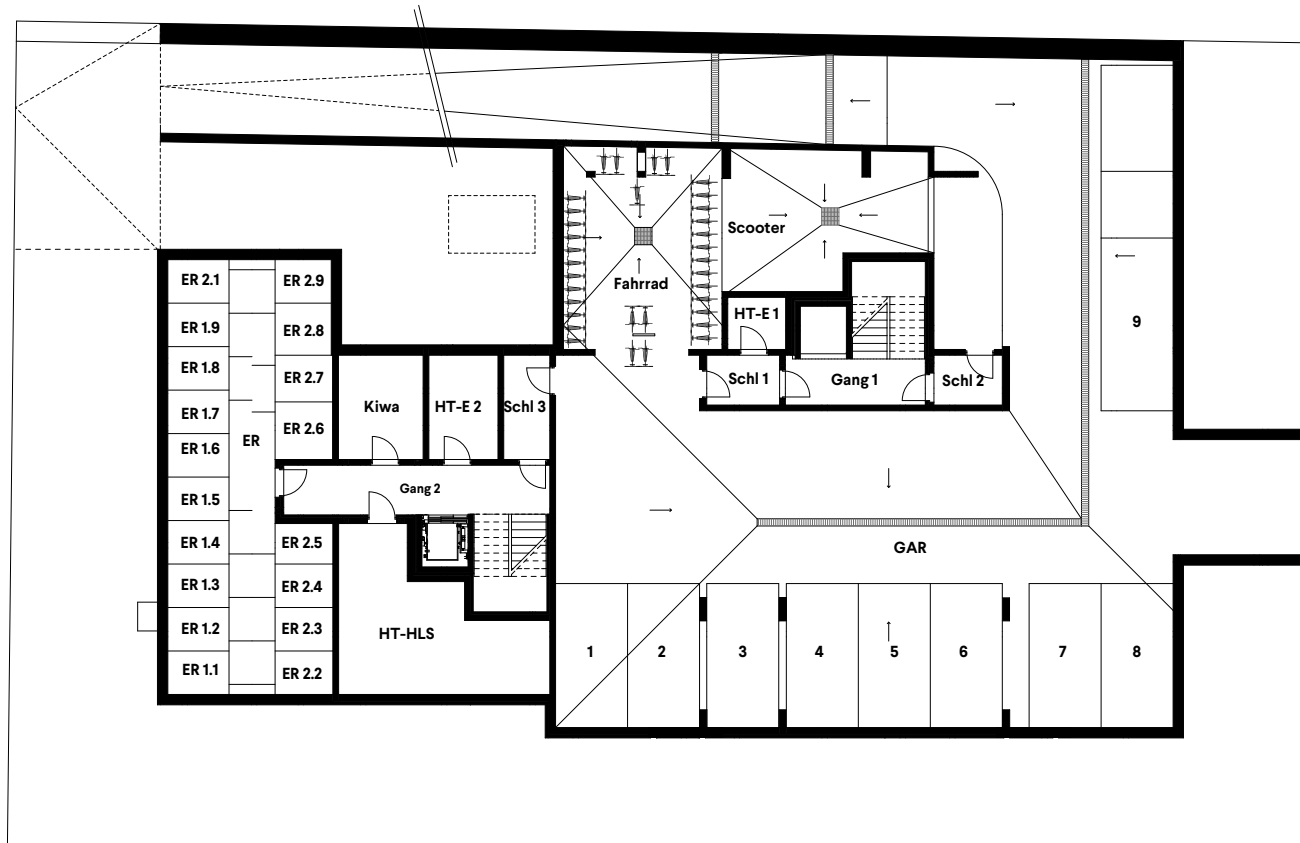 Scooter
ER 2.1
ER 2.9
Fahrrad
HT-E 1
9
ER 1.9
ER 2.8
ER 1.8
ER 2.7
Schl 1
Gang 1
Schl 2
ER 1.7
Kiwa
HT-E 2
Schl 3
ER 2.6
ER
ER 1.6
Gang 2
ER 1.5
ER 1.4
ER 2.5
GAR
ER 1.3
ER 2.4
ER 1.2
ER 2.3
HT-HLS
1
2
3
4
5
6
7
8
ER 1.1
ER 2.2